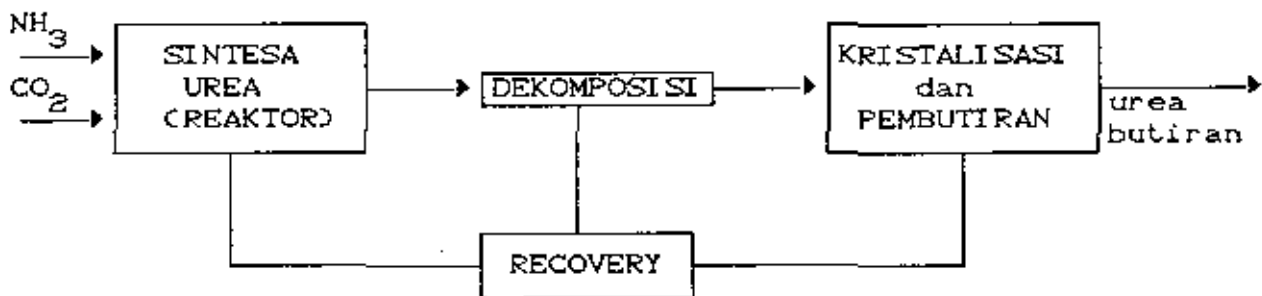 NH3
CO2
SINTESA
UREA
(REAKTOR)
DEKOMPOSISI
KRISTALISASI
dan
PEMBUTIRAN
urea
butiran
RECOVERY